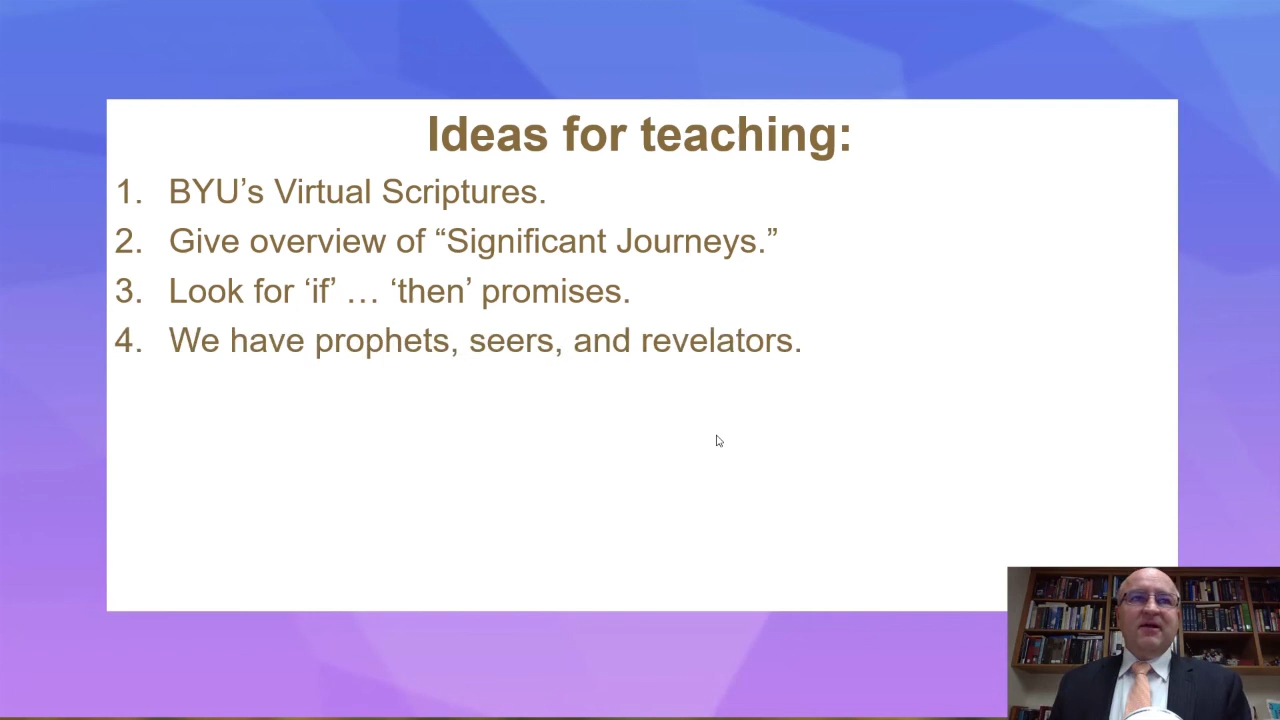 Ideas for teaching:
1. BYU’s Virtual Scriptures.
2. Give overview of “Significant Journeys.”
3. Look for ‘if’ … ‘then’ promises.
4. We have prophets, seers, and revelators.